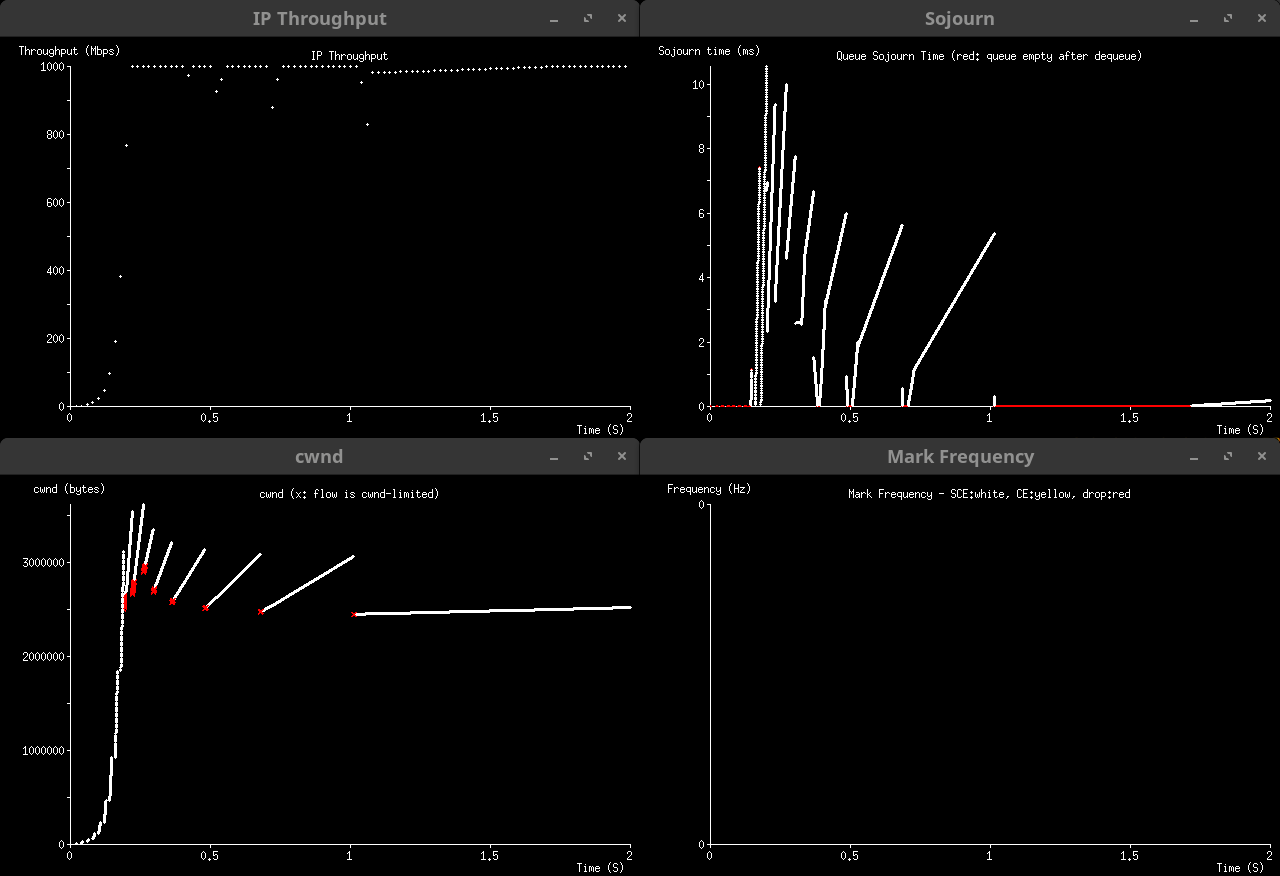 IP Throughput
Throughput (Mbps)
IP Throughput
1000
800
600
400
200
0
0 0.5 1 1.5 2
Time (S)
Sojourn
Sojourn time (ms)
Queue Sojourn Time (red: queue empty after dequeue)
10
8
6
4
2
0
0 0.5 1 1.5 2
Time (S)
cwnd
cwnd (bytes)
cwnd (x: flow is cwnd-limited)
3000000
2000000
1000000
0
0 0.5 1 1.5 2
Time (S)
Mark Frequency
Frequency (Hz)
Mark Frequency - SCE:white, CE:yellow, drop:red
0
0
0 0.5 1 1.5 2
Time (S)